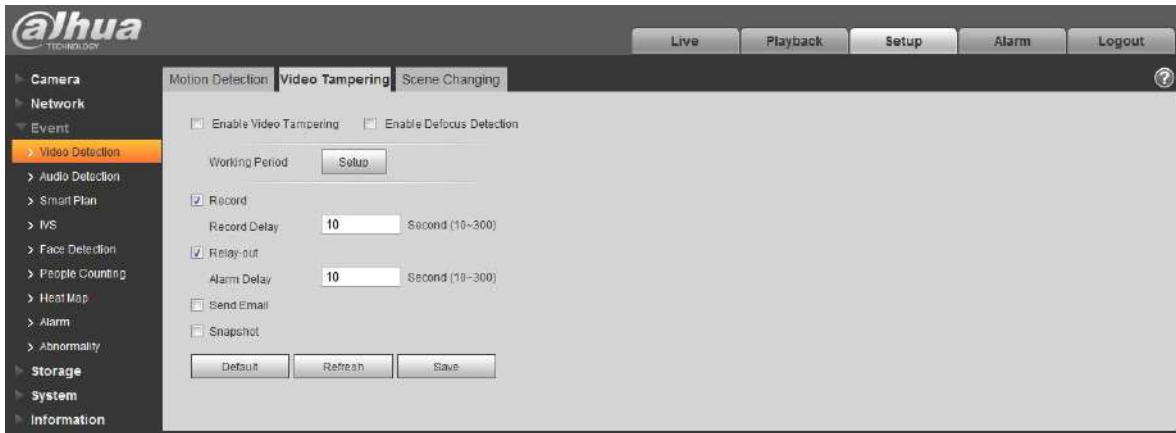 alhua
TECHNOLOGY
Live Playback Setup Alarm Logout
Camera
Network
Event
> Video Detection
> Audio Detection
> Smart Plan
> IVS
> Face Detection
> People Counting
> Heat Map
> Alarm
> Abnormality
Storage
System
Information
Motion Detection Video Tampering Scene Changing
?
Enable Video Tampering Enable Defocus Detection
Working Period Setup
Record
Record Delay 10 Second (10~300)
Relay-out
Alarm Delay 10 Second (10~300)
Send Email
Snapshot
Default Refresh Save